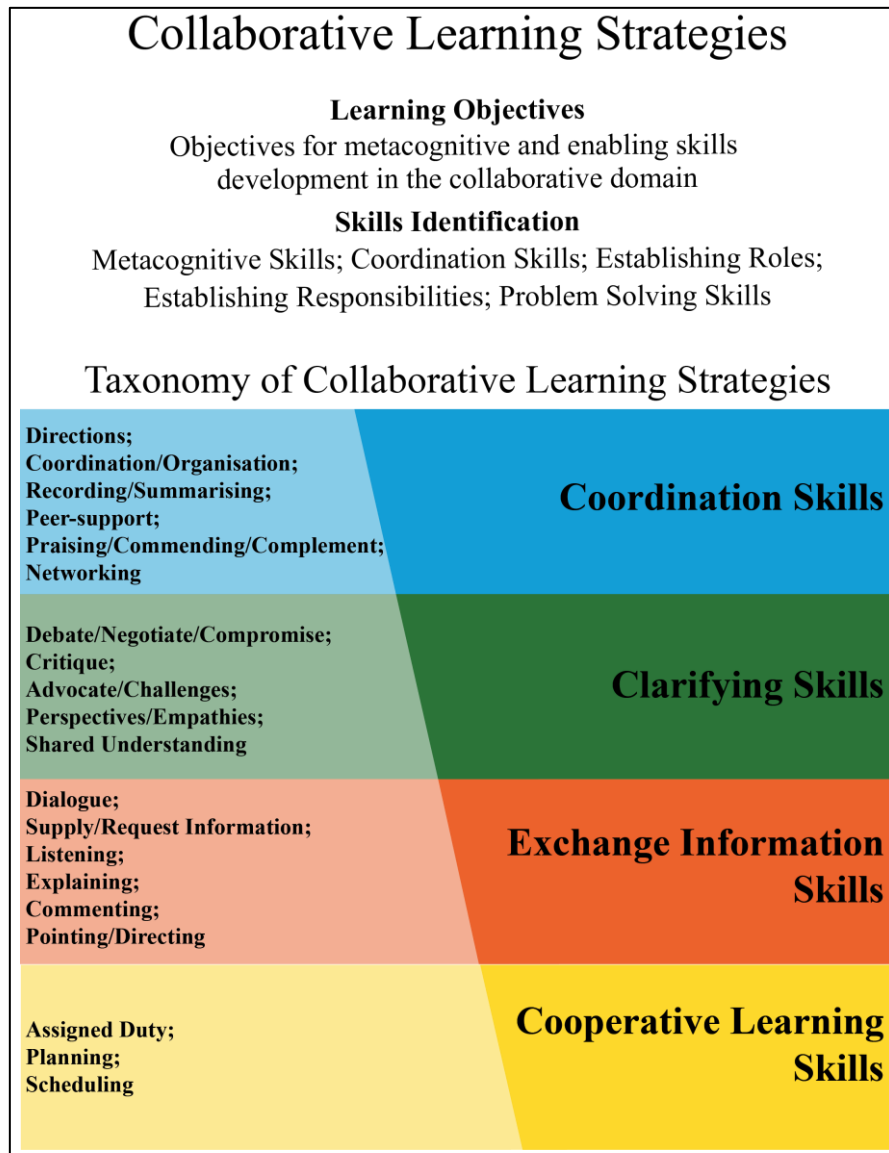 Collaborative Learning Strategies
Learning Objectives
Objectives for metacognitive and enabling skills
development in the collaborative domain
Skills Identification
Metacognitive Skills; Coordination Skills; Establishing Roles;
Establishing Responsibilities; Problem Solving Skills
Taxonomy of Collaborative Learning Strategies
Directions;
Coordination/Organisation;
Recording/Summarising;
Peer-support;
Praising/Commending/Complement;
Networking
Coordination Skills
Debate/Negotiate/Compromise;
Critique;
Advocate/Challenges;
Perspectives/Empathies;
Shared Understanding
Clarifying Skills
Dialogue;
Supply/Request Information;
Listening;
Explaining;
Commenting;
Pointing/Directing
Exchange Information
Skills
Assigned Duty;
Planning;
Scheduling
Cooperative Learning
Skills